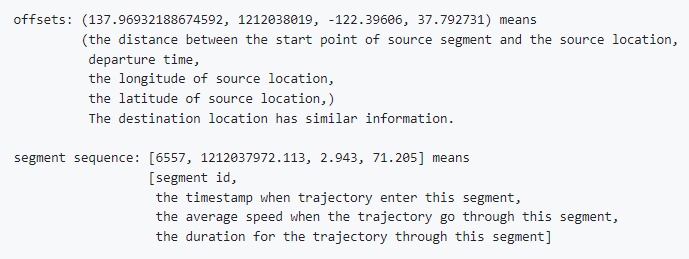 offsets: (137.96932188674592, 1212038019, -122.39606, 37.792731) means
(the distance between the start point of source segment and the source location,
departure time,
the longitude of source location,
the latitude of source location,)
The destination location has similar information.
segment sequence: [6557, 1212037972.113, 2.943, 71.205] means
[segment id,
the timestamp when trajectory enter this segment,
the average speed when the trajectory go through this segment,
the duration for the trajectory through this segment]